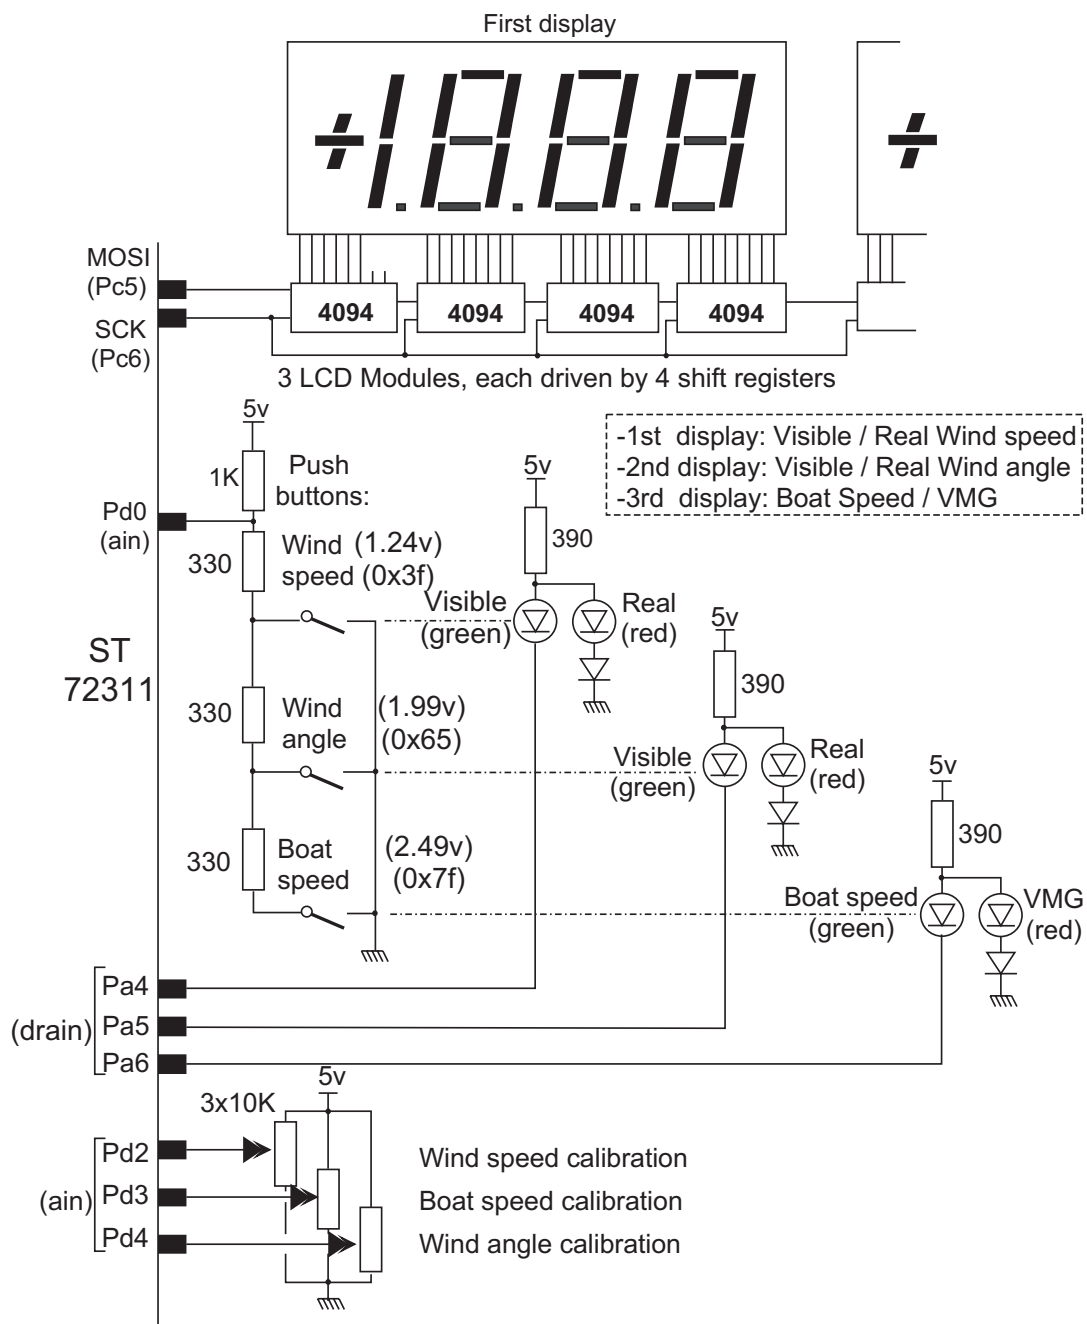 First display
MOSI
(Pc5)
SCK
(Pc6)
4094
4094
4094
4094
3 LCD Modules, each driven by 4 shift registers
5v
1K
Push
buttons:
Pd0
(ain)
-1st display: Visible / Real Wind speed
-2nd display: Visible / Real Wind angle
-3rd display: Boat Speed / VMG
330
Wind (1.24v)
speed (0x3f)
5v
390
Visible
(green)
Real
(red)
ST
72311
330
Wind
angle
(1.99v)
(0x65)
5v
390
Visible
(green)
Real
(red)
330
Boat
speed
(2.49v)
(0x7f)
5v
390
Boat speed
(green)
VMG
(red)
(drain)
Pa4
Pa5
Pa6
5v
3x10K
(ain)
Pd2
Pd3
Pd4
Wind speed calibration
Boat speed calibration
Wind angle calibration